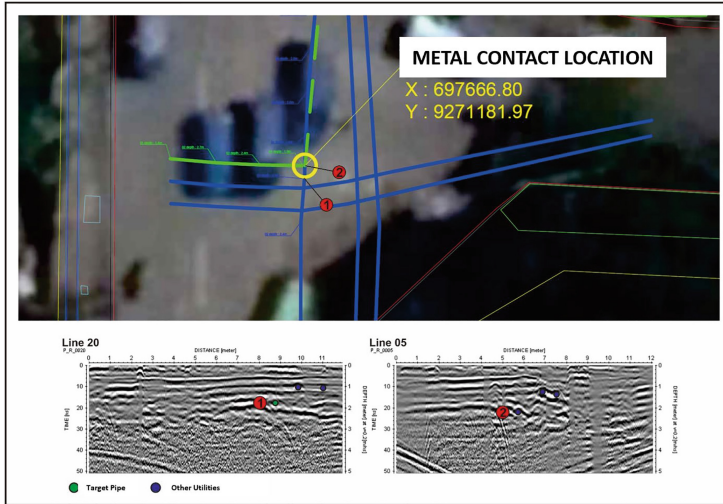 METAL CONTACT LOCATION
X : 697666.80
Y : 9271181.97
2
1
Line 20
P_R_0020
DISTANCE [meter]
0 1 2 3 4 5 6 7 8 9 10 11
TIME [ns]
0
10
20
30
40
50
1
0
1
2
3
4
5
Line 05
P_R_0005
DISTANCE [meter]
0 1 2 3 4 5 6 7 8 9 10 11 12
TIME [ns]
0
10
20
30
40
50
2
0
1
2
3
4
5
Target Pipe
Other Utilities